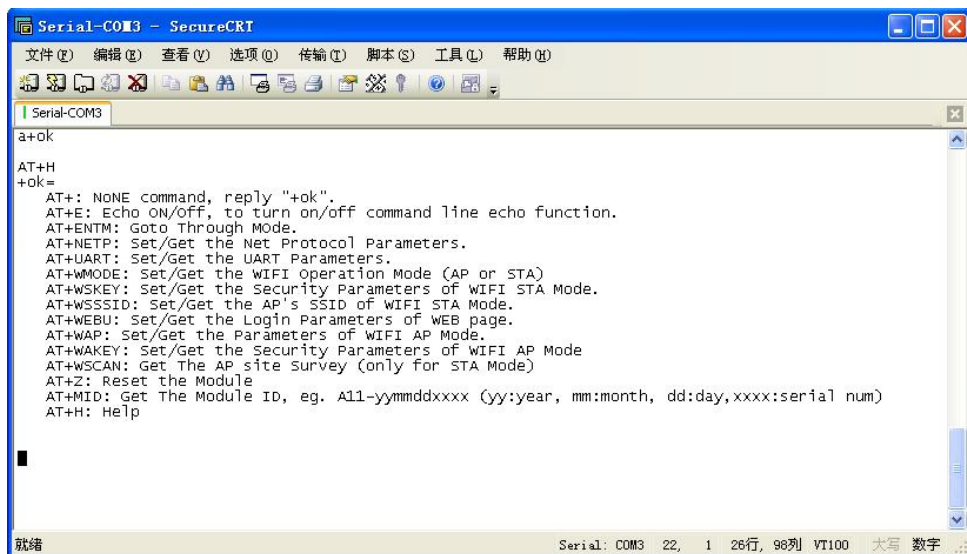 Serial-COM3 - SecureCRT
文件(F) 编辑(E) 查看(V) 选项(O) 传输(T) 脚本(S) 工具(L) 帮助(H)
Serial-COM3
a+ok
AT+H
+ok=
AT+: NONE command, reply "+ok".
AT+E: Echo ON/Off, to turn on/off command line echo function.
AT+ENTM: Goto Through MOde.
AT+NETP: Set/Get the Net Protocol Parameters.
AT+UART: Set/Get the UART Parameters.
AT+WMODE: Set/Get the WIFI Operation Mode (AP or STA)
AT+WSKEY: Set/Get the Security Parameters of WIFI STA Mode.
AT+WSSSID: Set/Get the AP's SSID of WIFI STA Mode.
AT+WEBU: Set/Get the Login Parameters of WEB page.
AT+WAP: Set/Get the Parameters of WIFI AP Mode.
AT+WAKEY: Set/Get the Security Parameters of WIFI AP Mode
AT+WSCAN: Get The AP site Survey (only for STA Mode)
AT+Z: Reset the Module
AT+MID: Get The Module ID, eg. A11-yymmddxxxx (yy:year, mm:month, dd:day,xxxx:serial num)
AT+H: Help
就绪 Serial: COM3 22, 1 26行, 98列 VT100 大写 数字